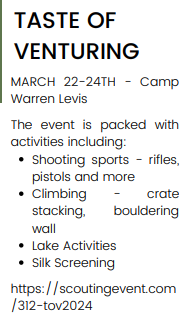 TASTE OF
VENTURING
MARCH 22-24TH - Camp
Warren Levis
The event is packed with
activities including:
• Shooting sports - rifles,
pistols and more
• Climbing - crate
stacking, bouldering
wall
• Lake Activities
• Silk Screening
https://scoutingevent.com
/312-tov2024